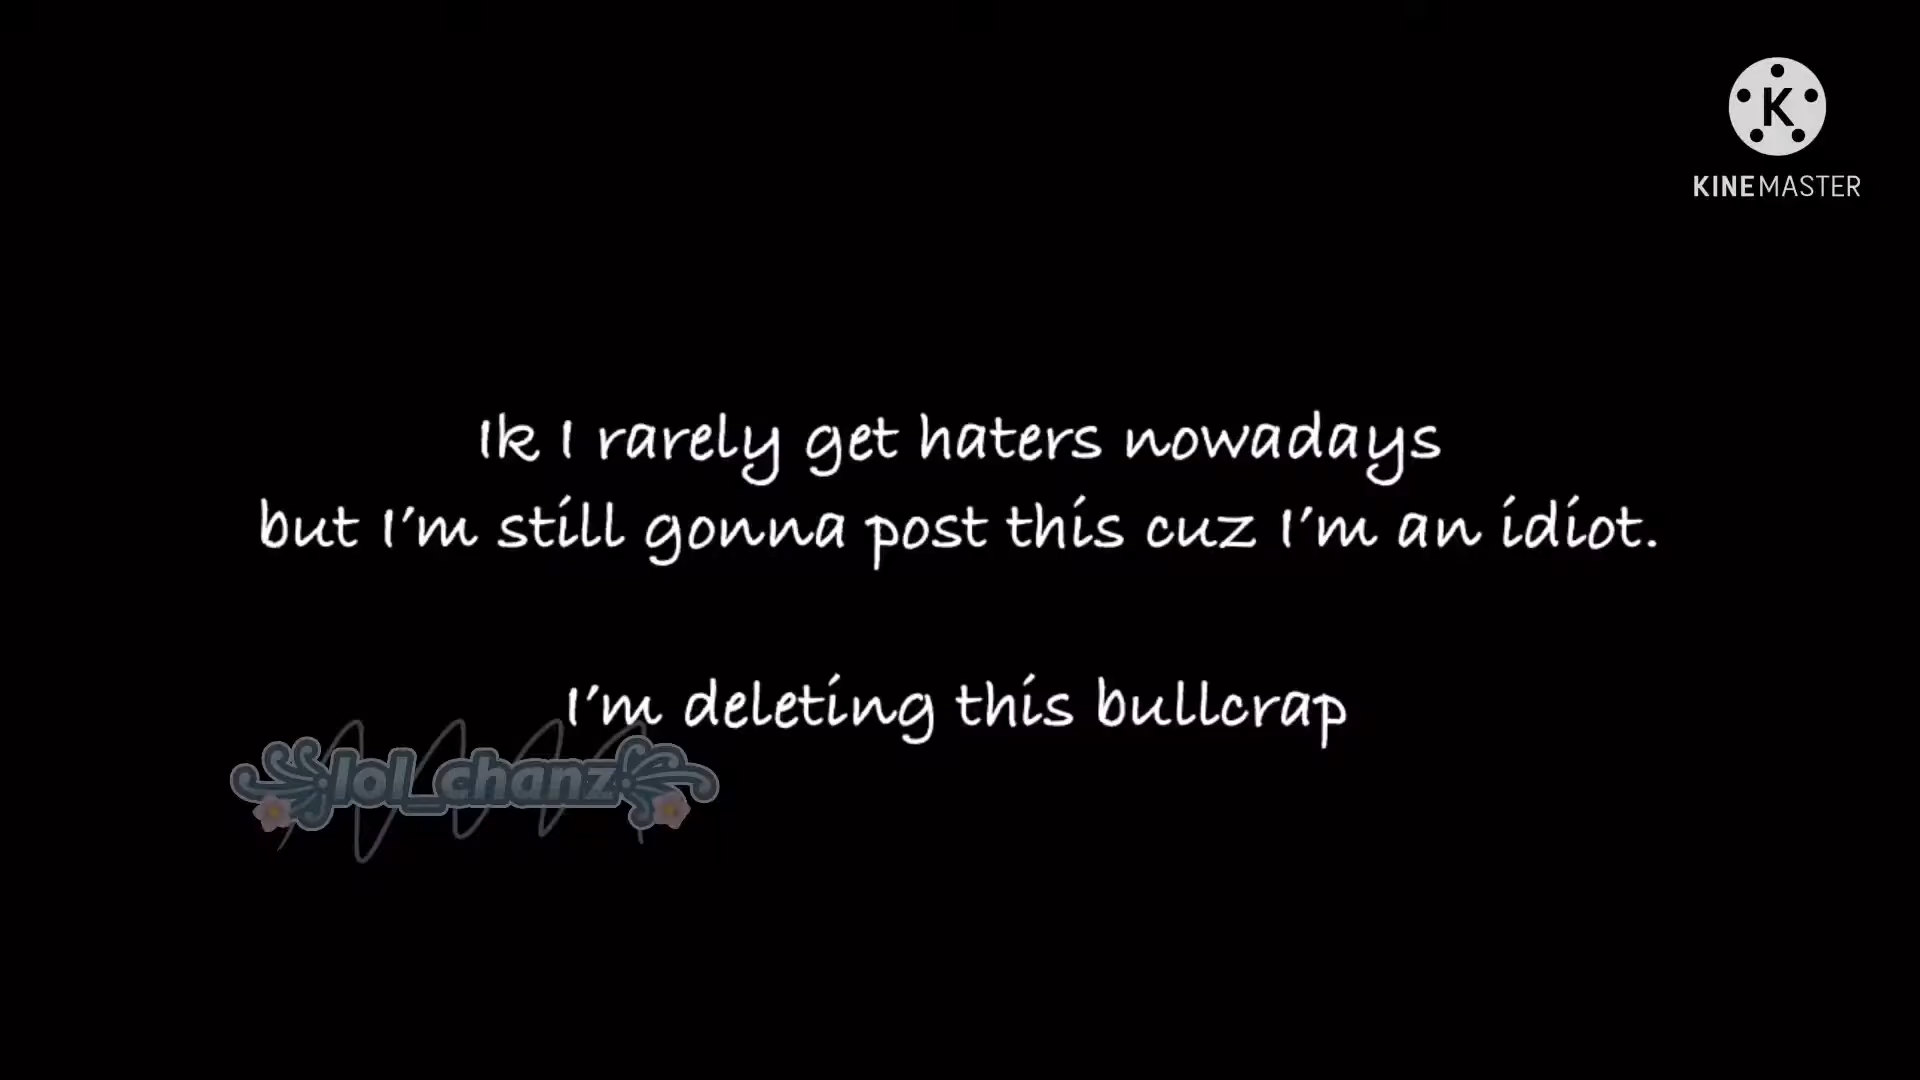 KINEMASTER
Ik I rarely get haters nowadays
but I'm still gonna post this cuz I'm an idiot.
I'm deleting this bullcrap
lol_chanz